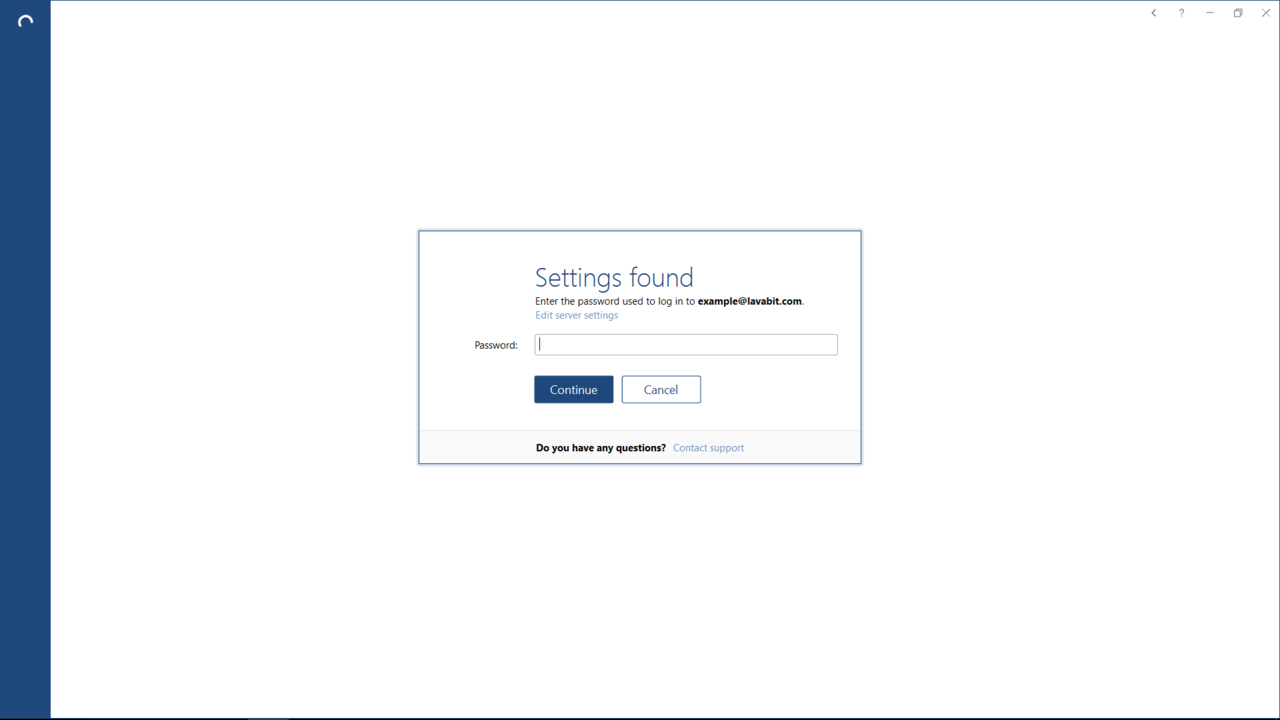 ?
Settings found
Enter the password used to log in to example@lavabit.com.
Edit server settings
Password:
Continue Cancel
Do you have any questions? Contact support